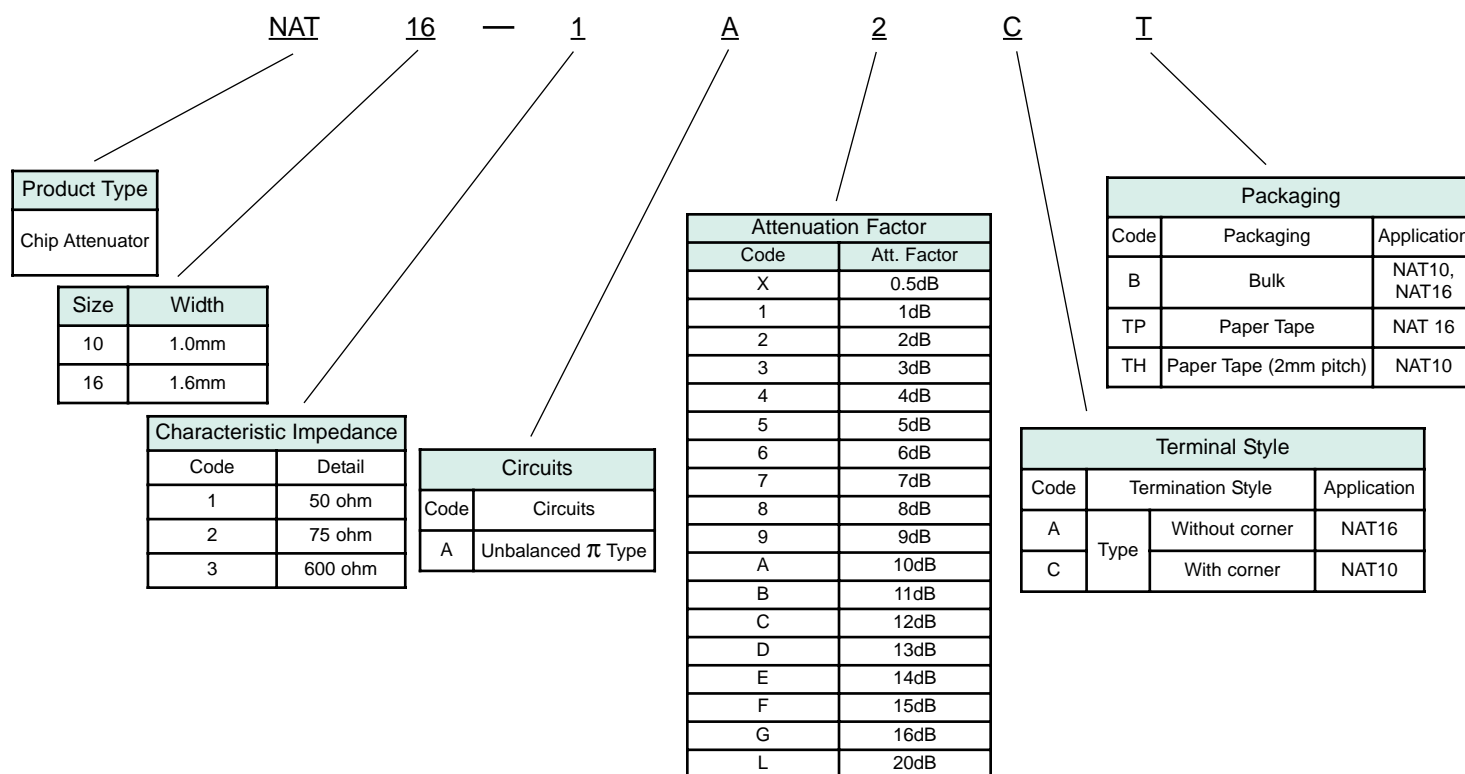 NAT 16 — 1 A 2 C T
Product Type
Chip Attenuator
Size Width
10 1.0mm
16 1.6mm
Characteristic Impedance
Code Detail
1 50 ohm
2 75 ohm
3 600 ohm
Circuits
Code Circuits
A Unbalanced π Type
Attenuation Factor
Code Att. Factor
X 0.5dB
1 1dB
2 2dB
3 3dB
4 4dB
5 5dB
6 6dB
7 7dB
8 8dB
9 9dB
A 10dB
B 11dB
C 12dB
D 13dB
E 14dB
F 15dB
G 16dB
L 20dB
Terminal Style
Code Termination Style Application
A Type Without corner NAT16
C With corner NAT10
Packaging
Code Packaging Application
B Bulk NAT10,
NAT16
TP Paper Tape NAT 16
TH Paper Tape (2mm pitch) NAT10